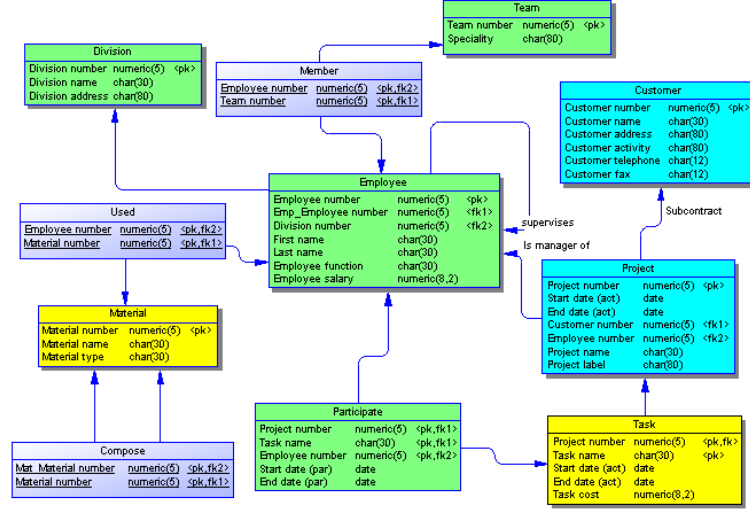 Team
Team number numeric(5) <pk>
Speciality char(80)
Division
Division number numeric(5) <pk>
Division name char(30)
Division address char(80)
Member
Employee number numeric(5) <pk,fk2>
Team number numeric(5) <pk,fk1>
Customer
Customer number numeric(5) <pk>
Customer name char(30)
Customer address char(80)
Customer activity char(80)
Customer telephone char(12)
Customer fax char(12)
Employee
Employee number numeric(5) <pk>
Emp_Employee number numeric(5) <fk1>
Division number numeric(5) <fk2>
First name char(30)
Last name char(30)
Employee function char(30)
Employee salary numeric(8,2)
supervises
Is manager of
Subcontract
Used
Employee number numeric(5) <pk,fk2>
Material number numeric(5) <pk,fk1>
Project
Project number numeric(5) <pk>
Start date (act) date
End date (act) date
Customer number numeric(5) <fk1>
Employee number numeric(5) <fk2>
Project name char(30)
Project label char(80)
Material
Material number numeric(5) <pk>
Material name char(30)
Material type char(30)
Participate
Project number numeric(5) <pk,fk1>
Task name char(30) <pk,fk1>
Employee number numeric(5) <pk,fk2>
Start date (par) date
End date (par) date
Task
Project number numeric(5) <pk,fk>
Task name char(30) <pk>
Start date (act) date
End date (act) date
Task cost numeric(8,2)
Compose
Mat_Material number numeric(5) <pk,fk2>
Material number numeric(5) <pk,fk1>